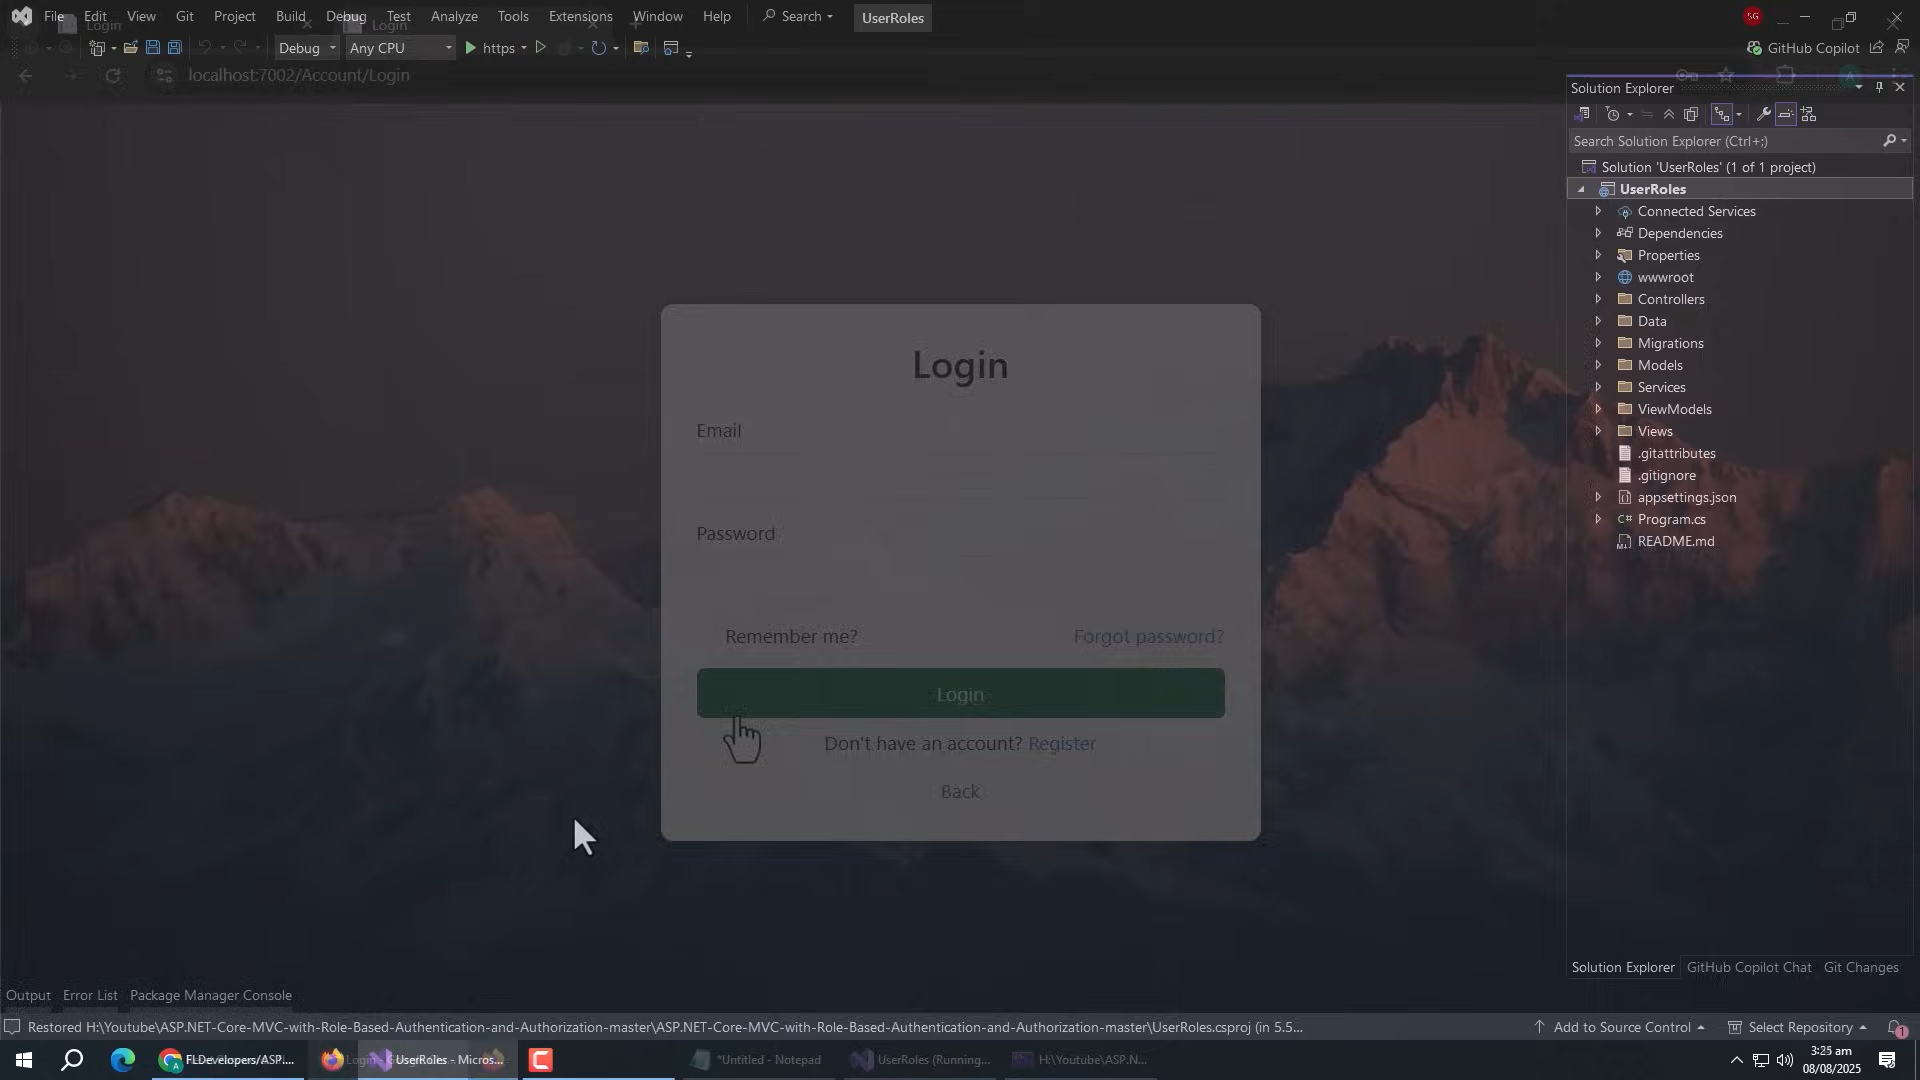 File Edit View Git Project Build Debug Test Analyze Tools Extensions Window Help Search UserRoles SG
Login Login
Debug Any CPU https GitHub Copilot
localhost:7002/Account/Login
Solution Explorer
Search Solution Explorer (Ctrl+;)
Solution 'UserRoles' (1 of 1 project)
UserRoles
Connected Services
Dependencies
Properties
wwwroot
Controllers
Data
Migrations
Models
Services
ViewModels
Views
.gitattributes
.gitignore
appsettings.json
C# Program.cs
README.md
Login
Email
Password
Remember me? Forgot password?
Login
Don't have an account? Register
Back
Solution Explorer GitHub Copilot Chat Git Changes
Output Error List Package Manager Console
Restored H:\Youtube\ASP.NET-Core-MVC-with-Role-Based-Authentication-and-Authorization-master\ASP.NET-Core-MVC-with-Role-Based-Authentication-and-Authorization-master\UserRoles.csproj (in 5.5...
Add to Source Control Select Repository 1
FLDevelopers/ASP.... Login UserRoles - Micros... *Untitled - Notepad UserRoles (Running... H:\Youtube\ASP.N...
3:25 am
08/08/2025